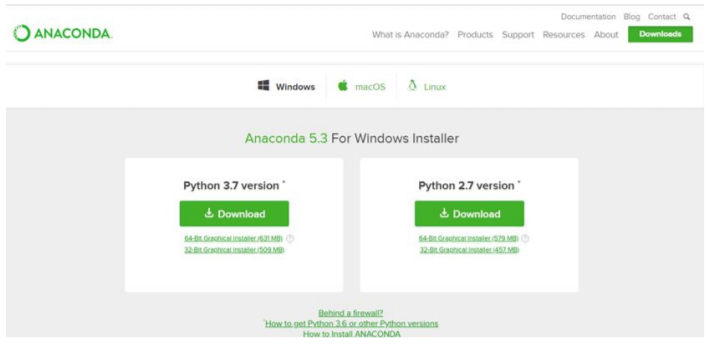 Documentation Blog Contact
ANACONDA.
What is Anaconda? Products Support Resources About Downloads
Windows macOS Linux
Anaconda 5.3 For Windows Installer
Python 3.7 version *
Download
64-Bit Graphical Installer (631 MB) ?
32-Bit Graphical Installer (509 MB)
Python 2.7 version *
Download
64-Bit Graphical Installer (579 MB) ?
32-Bit Graphical Installer (457 MB)
Behind a firewall?
*How to get Python 3.6 or other Python versions
How to Install ANACONDA